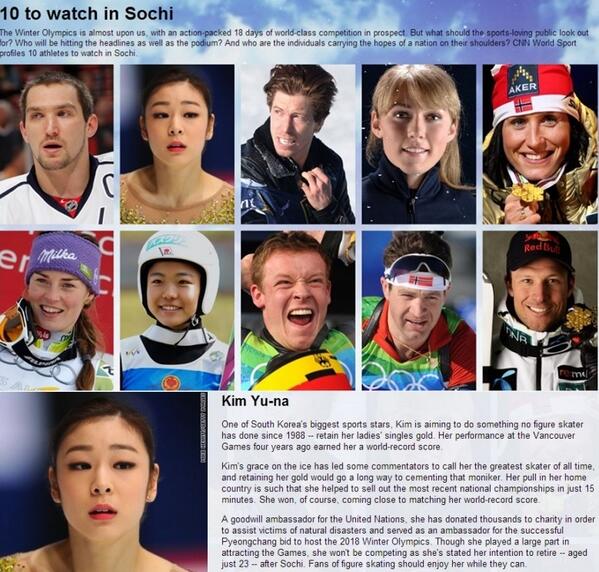 10 to watch in Sochi
The Winter Olympics is almost upon us, with an action-packed 18 days of world-class competition in prospect. But what should the sports-loving public look out
for? Who will be hitting the headlines as well as the podium? And who are the individuals carrying the hopes of a nation on their shoulders? CNN World Sport
profiles 10 athletes to watch in Sochi.
AKER
Milka
Red Bull
Kim Yu-na
One of South Korea's biggest sports stars, Kim is aiming to do something no figure skater
has done since 1988 -- retain her ladies' singles gold. Her performance at the Vancouver
Games four years ago earned her a world-record score.
Kim's grace on the ice has led some commentators to call her the greatest skater of all time,
and retaining her gold would go a long way to cementing that moniker. Her pull in her home
country is such that she helped to sell out the most recent national championships in just 15
minutes. She won, of course, coming close to matching her world-record score.
A goodwill ambassador for the United Nations, she has donated thousands to charity in order
to assist victims of natural disasters and served as an ambassador for the successful
Pyeongchang bid to host the 2018 Winter Olympics. Though she played a large part in
attracting the Games, she won't be competing as she's stated her intention to retire -- aged
just 23 -- after Sochi. Fans of figure skating should enjoy her while they can.